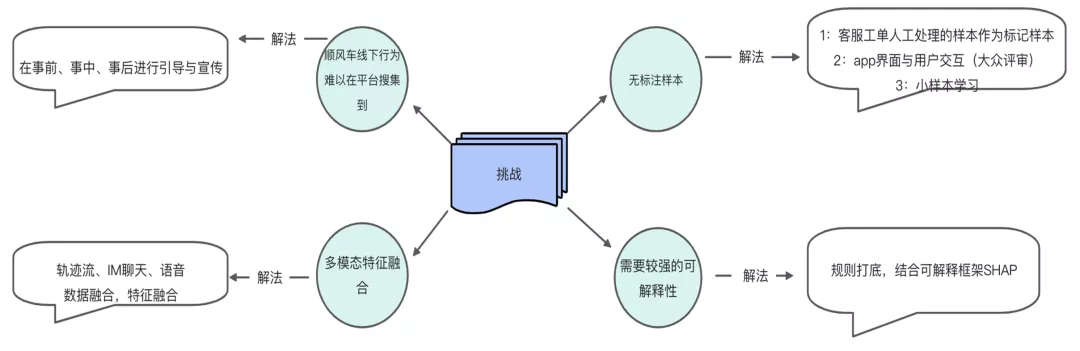 在事前、事中、事后进行引导与宣传
解法
顺风车线下行为
难以在平台搜集
到
无标注样本
解法
1：客服工单人工处理的样本作为标记样本
2：app界面与用户交互（大众评审）
3：小样本学习
挑战
轨迹流、IM聊天、语音
数据融合，特征融合
解法
多模态特征融
合
需要较强的可
解释性
解法
规则打底，结合可解释框架SHAP